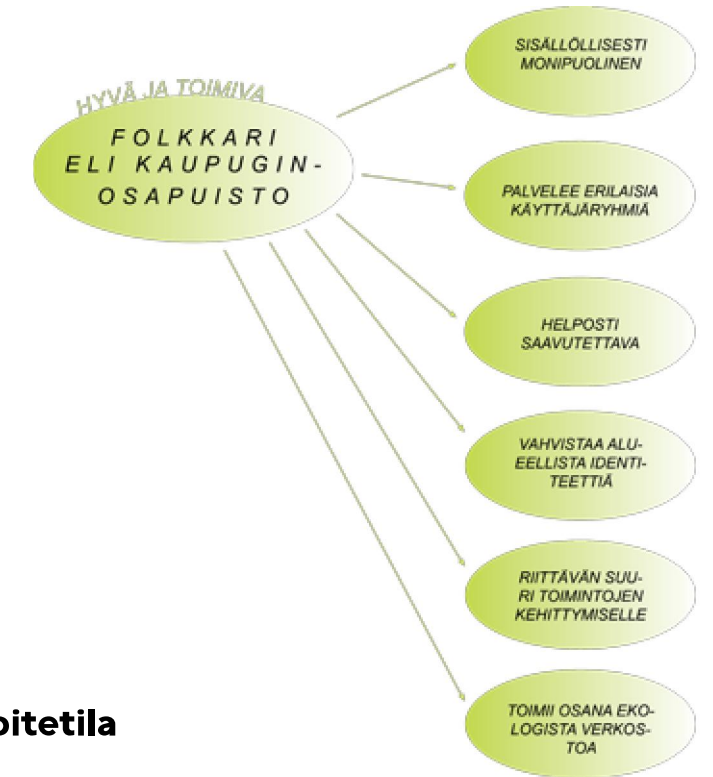 HYVÄ JA TOIMIVA
FOLKKARI
ELI KAUPUGIN-
OSAPUISTO
SISÄLLÖLLISESTI
MONIPUOLINEN
PALVELEE ERILAISIA
KÄYTTÄJÄRYHMIÄ
HELPOSTI
SAAVUTETTAVA
VAHVISTAA ALU-
EELLISTA IDENTI-
TEETTIÄ
RIITTÄVÄN SUU-
RI TOIMINTOJEN
KEHITTYMISELLE
TOIMII OSANA EKO-
LOGISTA VERKOS-
TOA